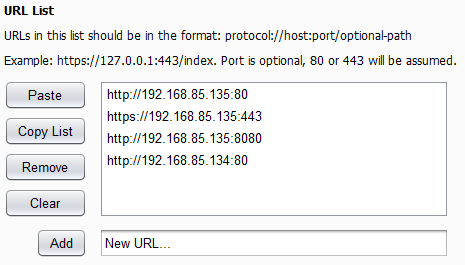 URL List
URLs in this list should be in the format: protocol://host:port/optional-path
Example: https://127.0.0.1:443/index. Port is optional, 80 or 443 will be assumed.
Paste
http://192.168.85.135:80
https://192.168.85.135:443
Copy List
http://192.168.85.135:8080
http://192.168.85.134:80
Remove
Clear
Add
New URL...